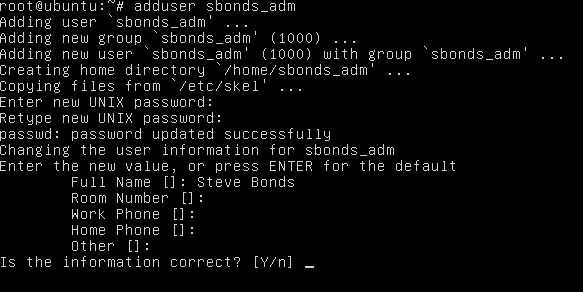 root@ubuntu:~# adduser sbonds_adm
Adding user `sbonds_adm' ...
Adding new group `sbonds_adm' (1000) ...
Adding new user `sbonds_adm' (1000) with group `sbonds_adm' ...
Creating home directory `/home/sbonds_adm' ...
Copying files from `/etc/skel' ...
Enter new UNIX password:
Retype new UNIX password:
passwd: password updated successfully
Changing the user information for sbonds_adm
Enter the new value, or press ENTER for the default
        Full Name []: Steve Bonds
        Room Number []:
        Work Phone []:
        Home Phone []:
        Other []:
Is the information correct? [Y/n] _